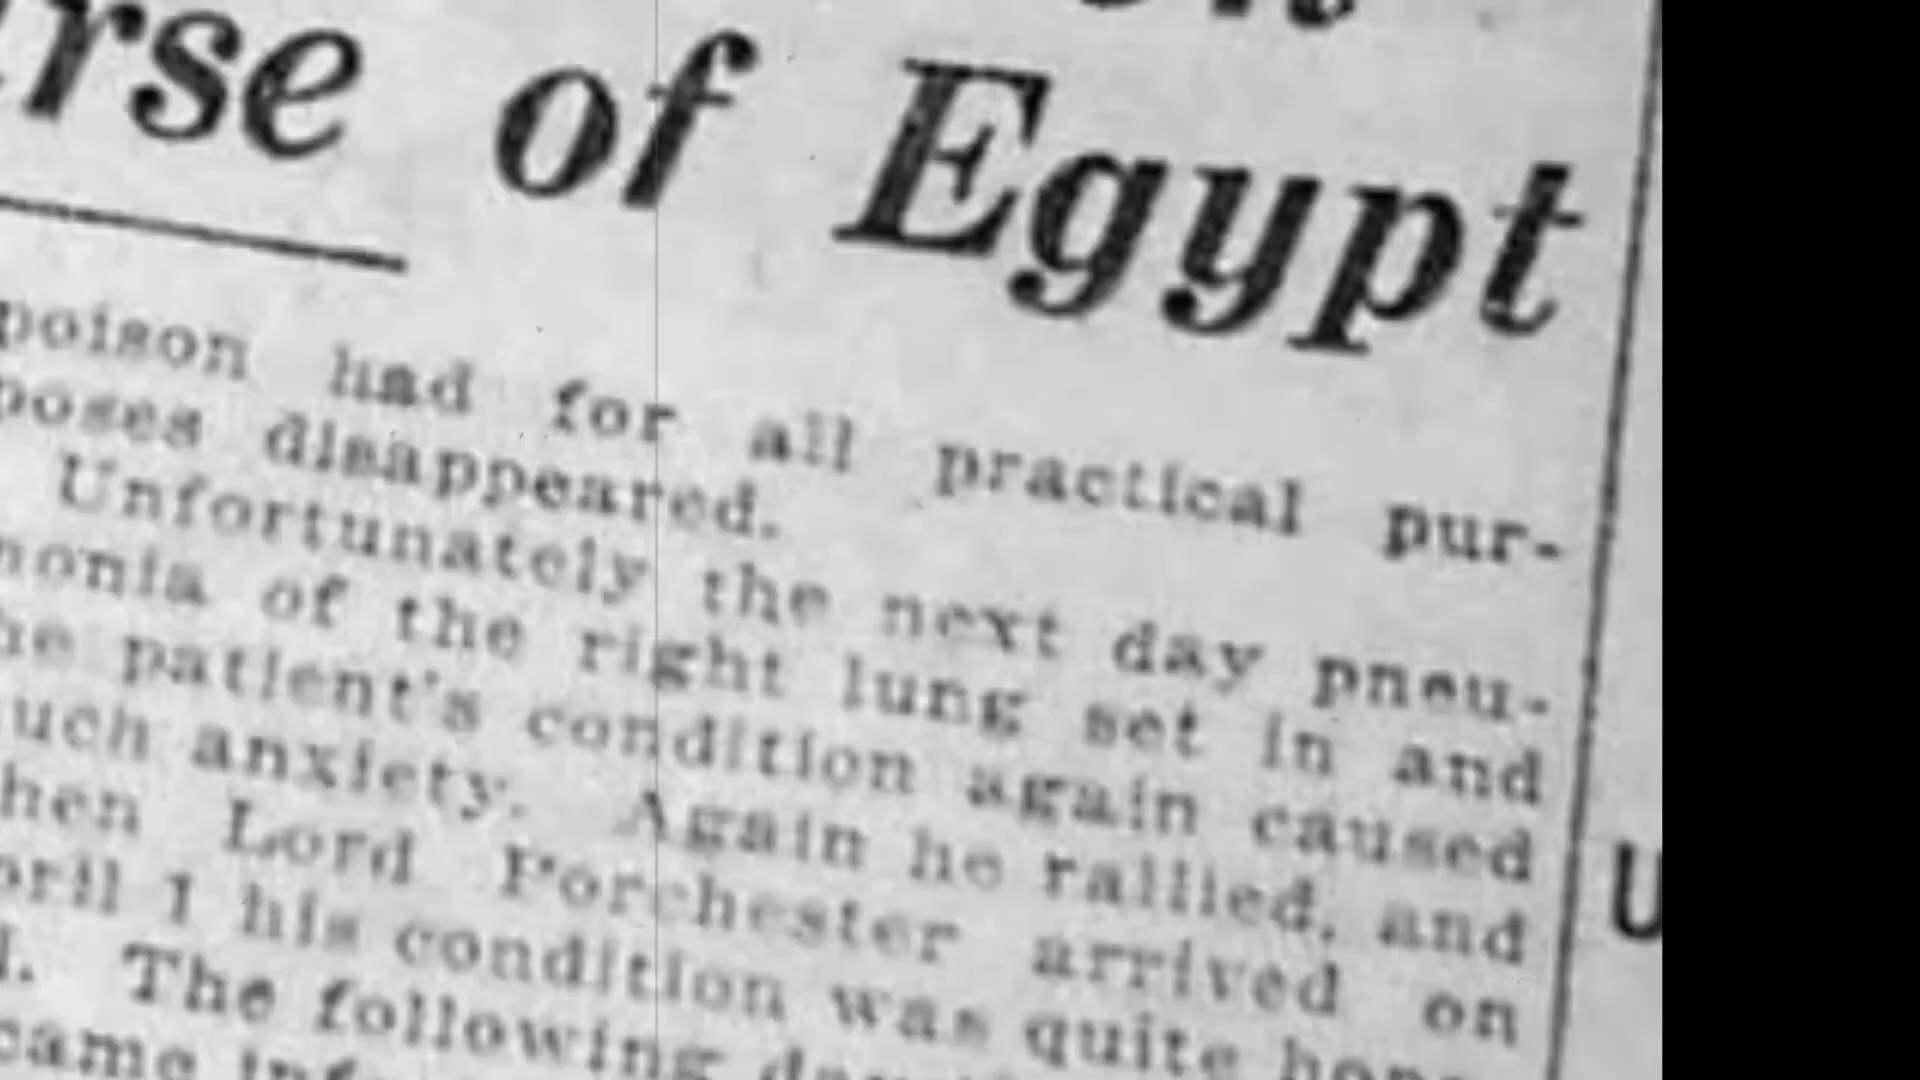 rse of Egypt
poison had for all practical pur-
poses disappeared.
Unfortunately the next day pneu-
monia of the right lung set in and
he patient's condition again caused
uch anxiety. Again he rallied, and
hen Lord Porchester arrived on
pril 1 his condition was quite hope
The following
came
U